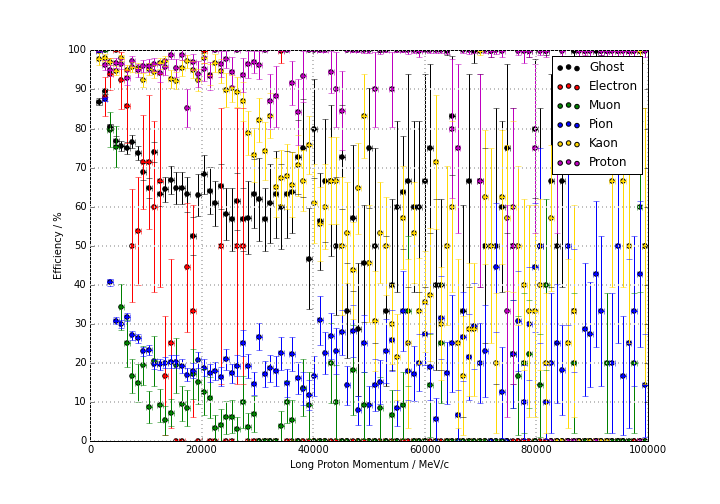 100
90
80
70
60
50
40
30
20
10
0
Efficiency / %
Ghost
Electron
Muon
Pion
Kaon
Proton
0 20000 40000 60000 80000 100000
Long Proton Momentum / MeV/c